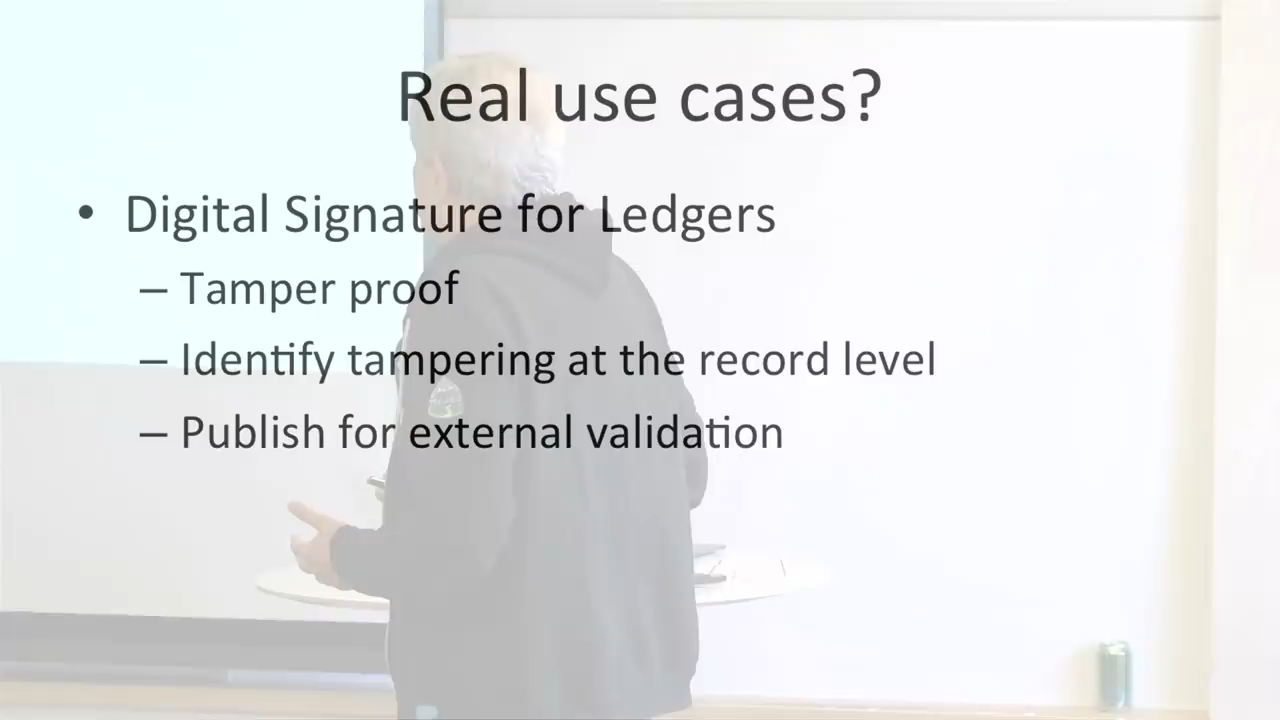 Real use cases?
• Digital Signature for Ledgers
– Tamper proof
– Identify tampering at the record level
– Publish for external validation